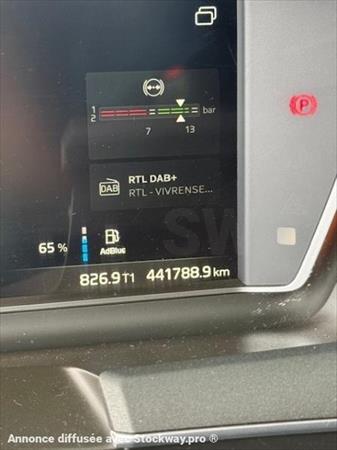 P
1
2
bar
7 13
DAB
RTL DAB+
RTL - VIVRENSE...
65 %
AdBlue
826.9 T1 441788.9 km
Annonce diffusée avec Stockway.pro ®